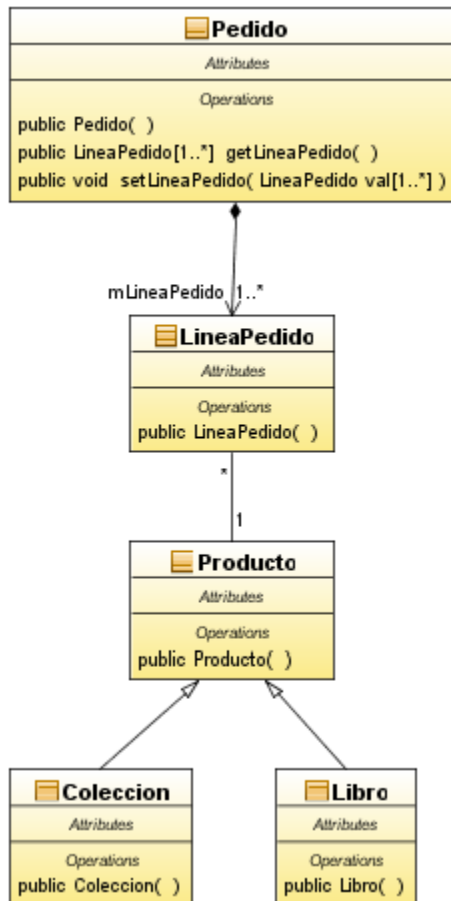 Pedido
Attributes
Operations
public Pedido( )
public LineaPedido[1..*] getLineaPedido( )
public void setLineaPedido( LineaPedido val[1..*] )
mLineaPedido 1..*
LineaPedido
Attributes
Operations
public LineaPedido( )
*
1
Producto
Attributes
Operations
public Producto( )
Coleccion
Attributes
Operations
public Coleccion( )
Libro
Attributes
Operations
public Libro( )